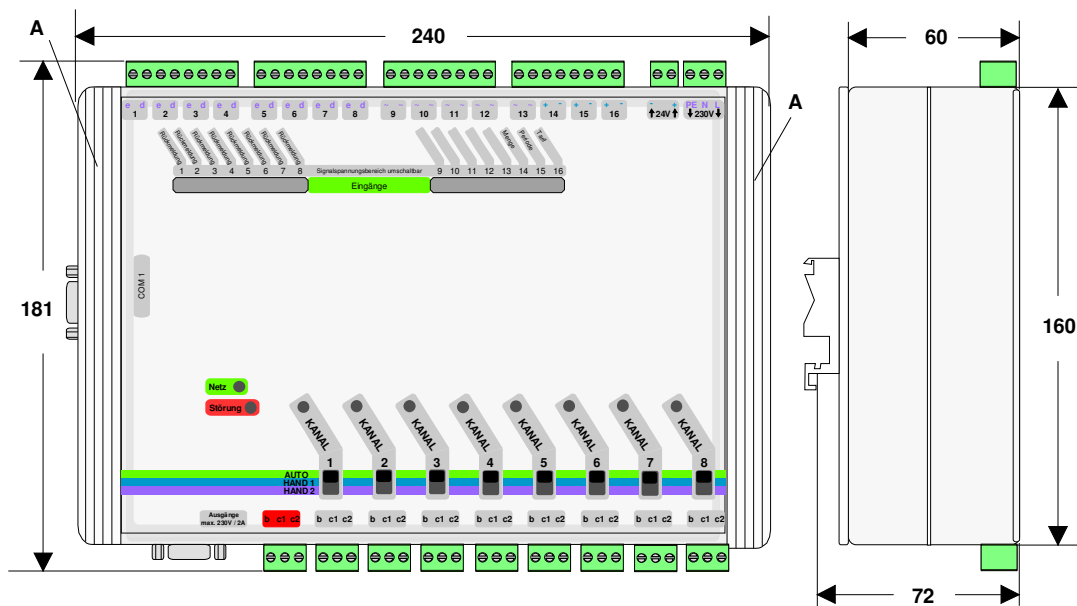 A
240
60
A
e d e d e d e d e d e d e d e d ~ ~ ~ ~ ~ ~ ~ ~ ~ ~ + - + - + - - + PE N L
1 2 3 4 5 6 7 8 9 10 11 12 13 14 15 16 24V 230V
Rückmeldung Rückmeldung Rückmeldung Rückmeldung Rückmeldung Rückmeldung Rückmeldung Rückmeldung Menge Periode Tarif
1 2 3 4 5 6 7 8 Signalspannungsbereich umschaltbar 9 10 11 12 13 14 15 16
Eingänge
COM 1
181
160
Netz
Störung
KANAL KANAL KANAL KANAL KANAL KANAL KANAL KANAL
1 2 3 4 5 6 7 8
AUTO
HAND 1
HAND 2
Ausgänge
max. 230V / 2A
b c1 c2 b c1 c2 b c1 c2 b c1 c2 b c1 c2 b c1 c2 b c1 c2 b c1 c2 b c1 c2
72